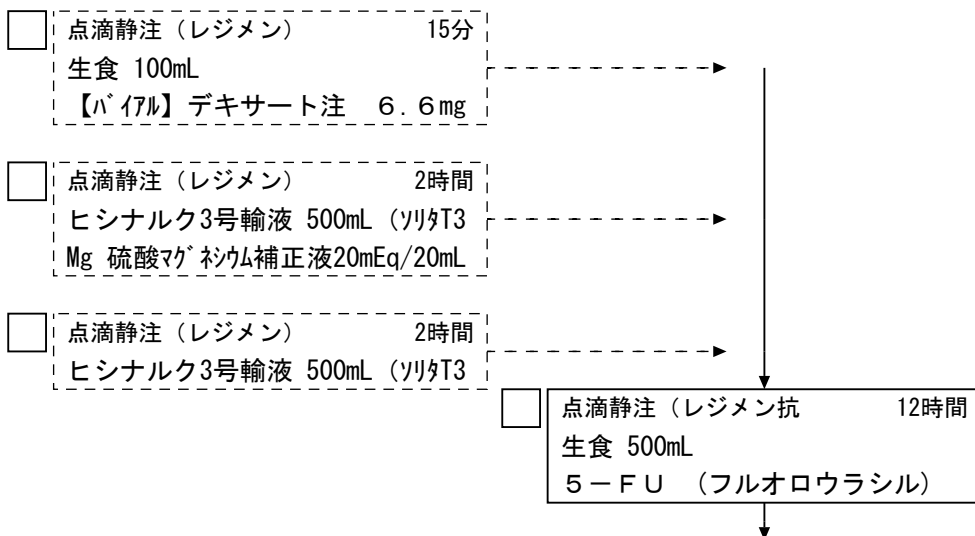 点滴静注（レジメン） 15分
生食 100mL
【ﾊﾞｲｱﾙ】デキサート注 ６．６mg
点滴静注（レジメン） 2時間
ヒシナルク3号輸液 500mL（ｿﾘﾀT3
Mg 硫酸ﾏｸﾞﾈｼｳﾑ補正液20mEq/20mL
点滴静注（レジメン） 2時間
ヒシナルク3号輸液 500mL（ｿﾘﾀT3
点滴静注（レジメン抗 12時間
生食 500mL
５－ＦＵ （フルオロウラシル）